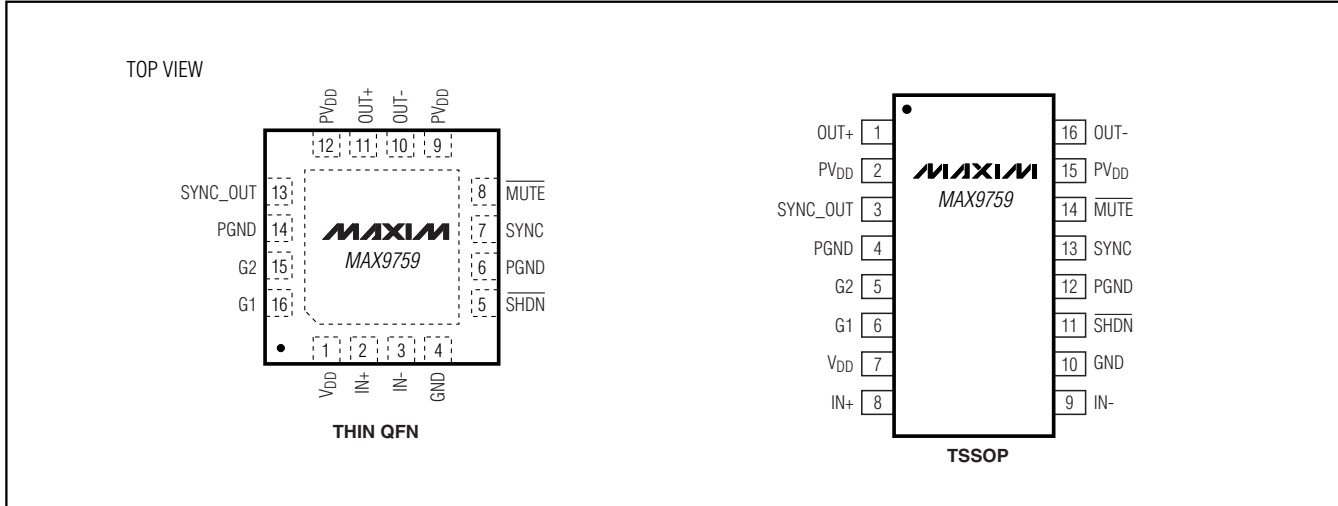 TOP VIEW
PVDD OUT+ OUT- PVDD
12 11 10 9
SYNC_OUT 13
PGND 14
G2 15
G1 16
8 MUTE
7 SYNC
6 PGND
5 SHDN
MAXIM
MAX9759
1 2 3 4
VDD IN+ IN- GND
THIN QFN
OUT+ 1
PVDD 2
SYNC_OUT 3
PGND 4
G2 5
G1 6
VDD 7
IN+ 8
MAXIM
MAX9759
16 OUT-
15 PVDD
14 MUTE
13 SYNC
12 PGND
11 SHDN
10 GND
9 IN-
TSSOP